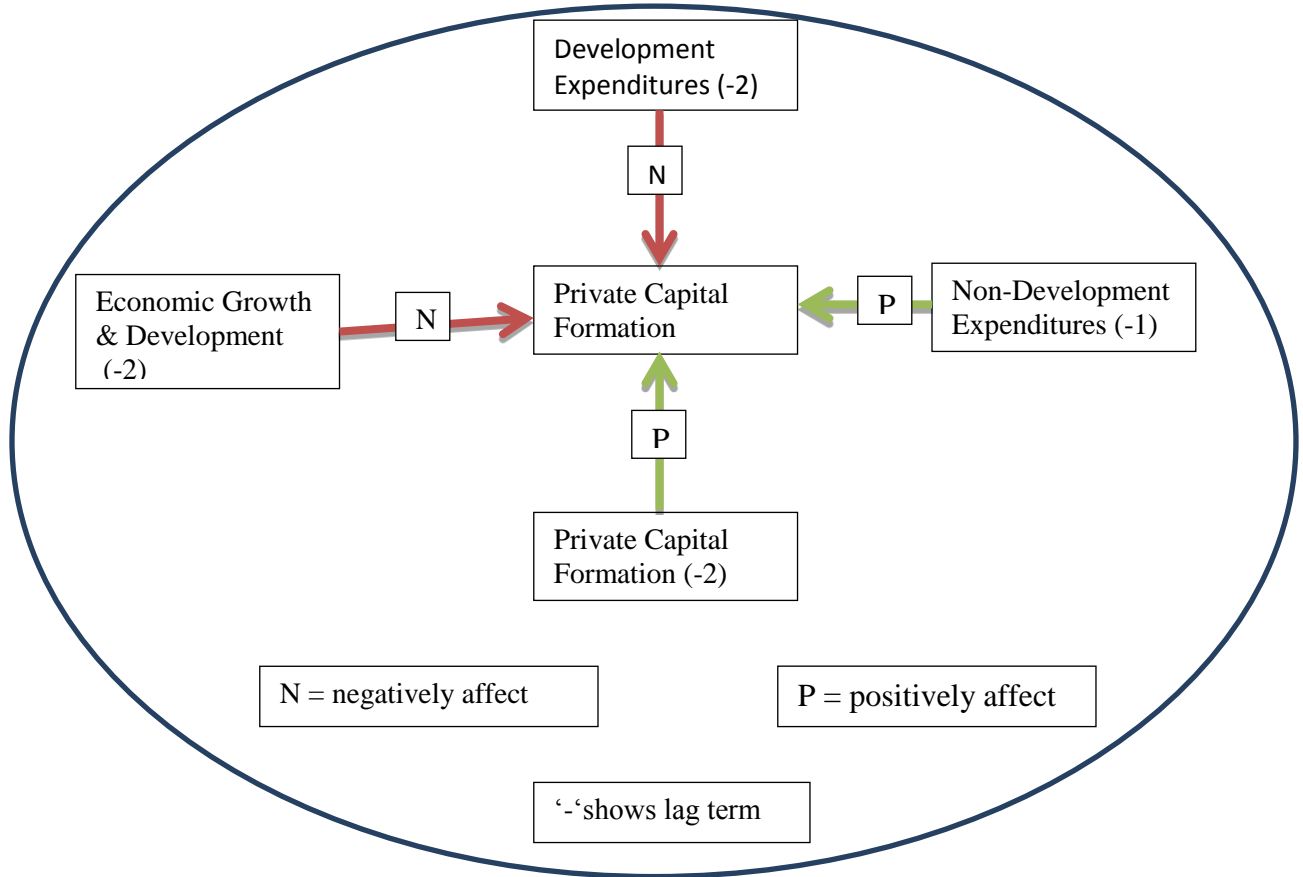 Development
Expenditures (-2)
N
Economic Growth
& Development
(-2)
N
Private Capital
Formation
P
Non-Development
Expenditures (-1)
P
Private Capital
Formation (-2)
N = negatively affect
P = positively affect
‘-‘shows lag term